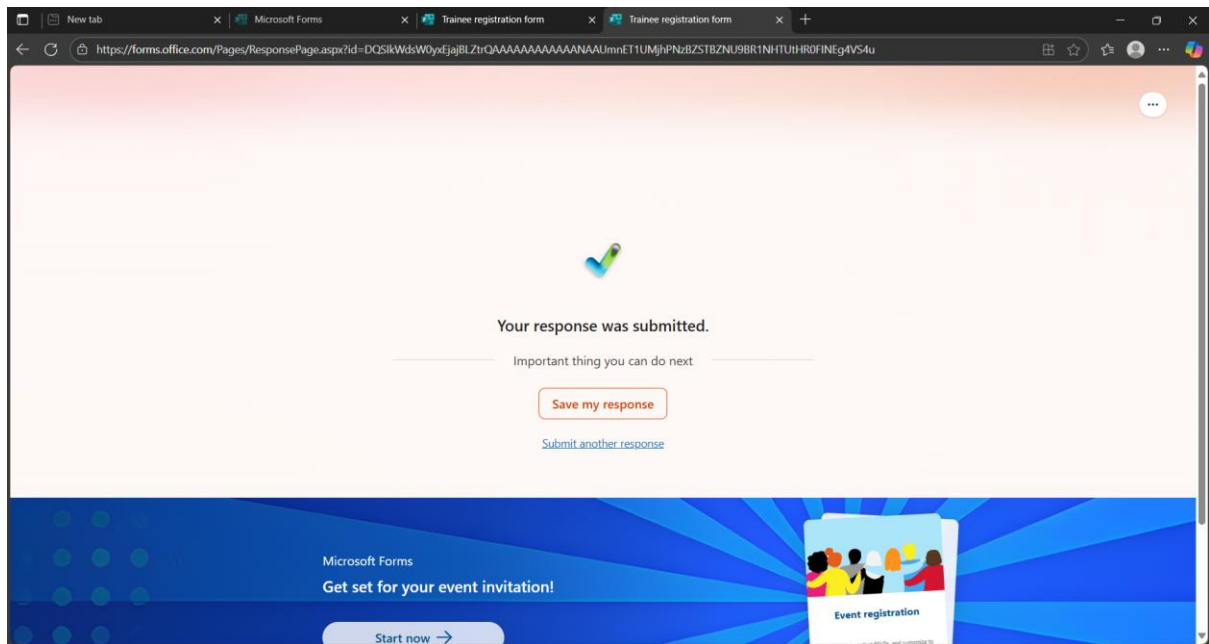 New tab
Microsoft Forms
Trainee registration form
Trainee registration form
https://forms.office.com/Pages/ResponsePage.aspx?id=DQSIkWdsW0yxEjajBLZtrQAAAAAAAAAAAANAAUmnET1UMjhPNzBZSTBZNU9BR1NHTUtHR0FINEg4VS4u
Your response was submitted.
Important thing you can do next
Save my response
Submit another response
Microsoft Forms
Get set for your event invitation!
Start now →
Event registration